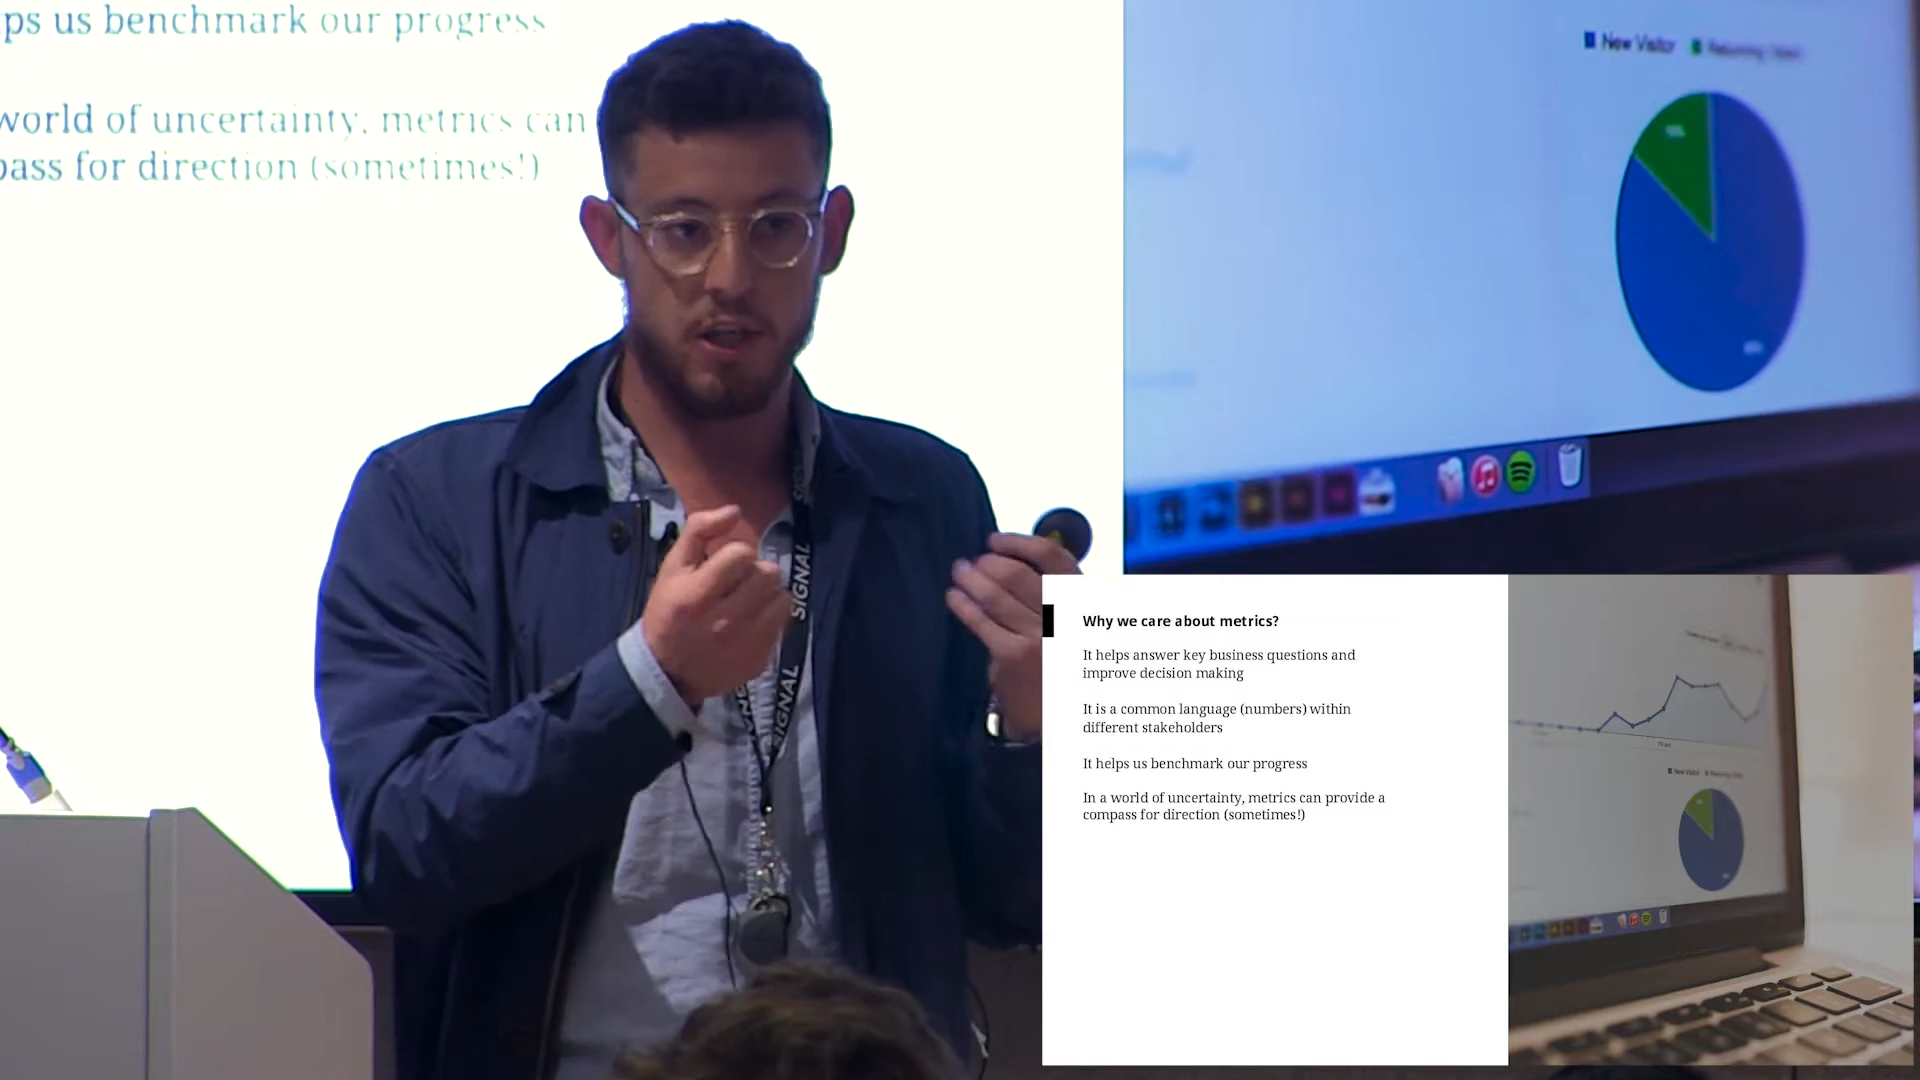 ps us benchmark our progress
world of uncertainty, metrics can
pass for direction (sometimes!)
New Visitor
SIGNAL
SIGNAL
SIGNAL
Why we care about metrics?
It helps answer key business questions and
improve decision making
It is a common language (numbers) within
different stakeholders
It helps us benchmark our progress
In a world of uncertainty, metrics can provide a
compass for direction (sometimes!)
New Visitor